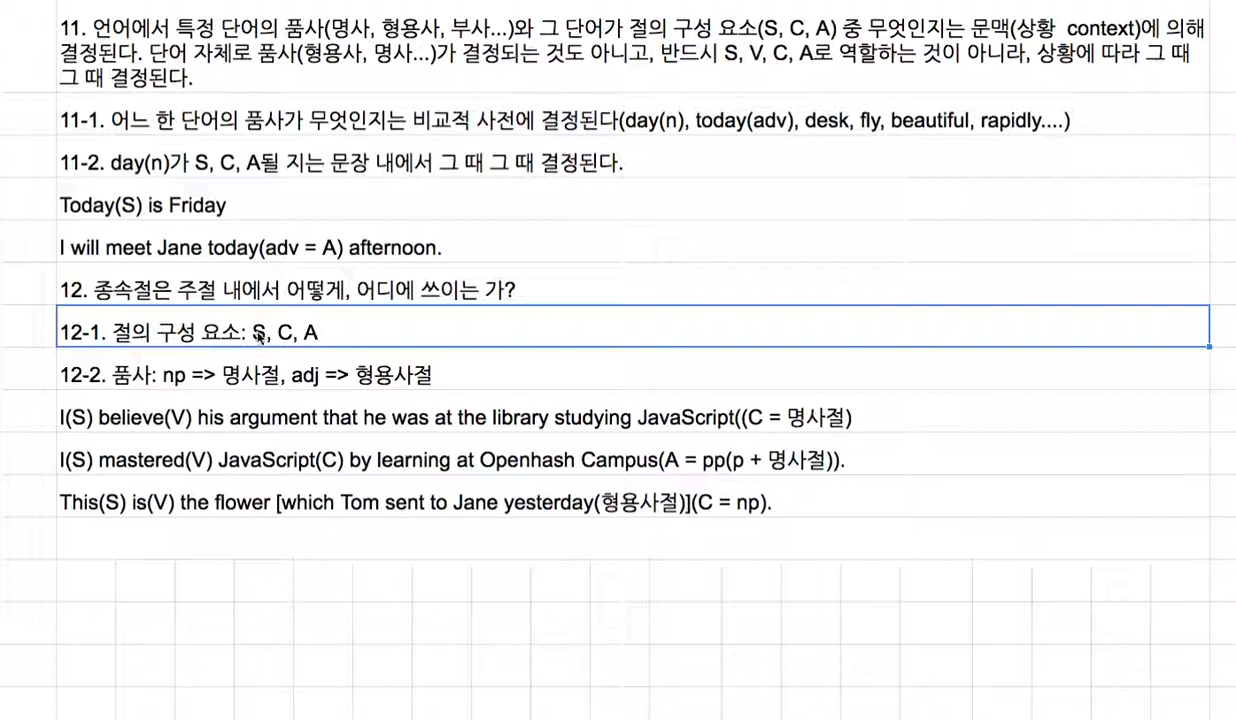 11. 언어에서 특정 단어의 품사(명사, 형용사, 부사...)와 그 단어가 절의 구성 요소(S, C, A) 중 무엇인지는 문맥(상황  context)에 의해
결정된다. 단어 자체로 품사(형용사, 명사...)가 결정되는 것도 아니고, 반드시 S, V, C, A로 역할하는 것이 아니라, 상황에 따라 그 때
그 때 결정된다.
11-1. 어느 한 단어의 품사가 무엇인지는 비교적 사전에 결정된다(day(n), today(adv), desk, fly, beautiful, rapidly....)
11-2. day(n)가 S, C, A될 지는 문장 내에서 그 때 그 때 결정된다.
Today(S) is Friday
I will meet Jane today(adv = A) afternoon.
12. 종속절은 주절 내에서 어떻게, 어디에 쓰이는 가?
12-1. 절의 구성 요소: S, C, A
12-2. 품사: np => 명사절, adj => 형용사절
I(S) believe(V) his argument that he was at the library studying JavaScript((C = 명사절)
I(S) mastered(V) JavaScript(C) by learning at Openhash Campus(A = pp(p + 명사절)).
This(S) is(V) the flower [which Tom sent to Jane yesterday(형용사절)](C = np).